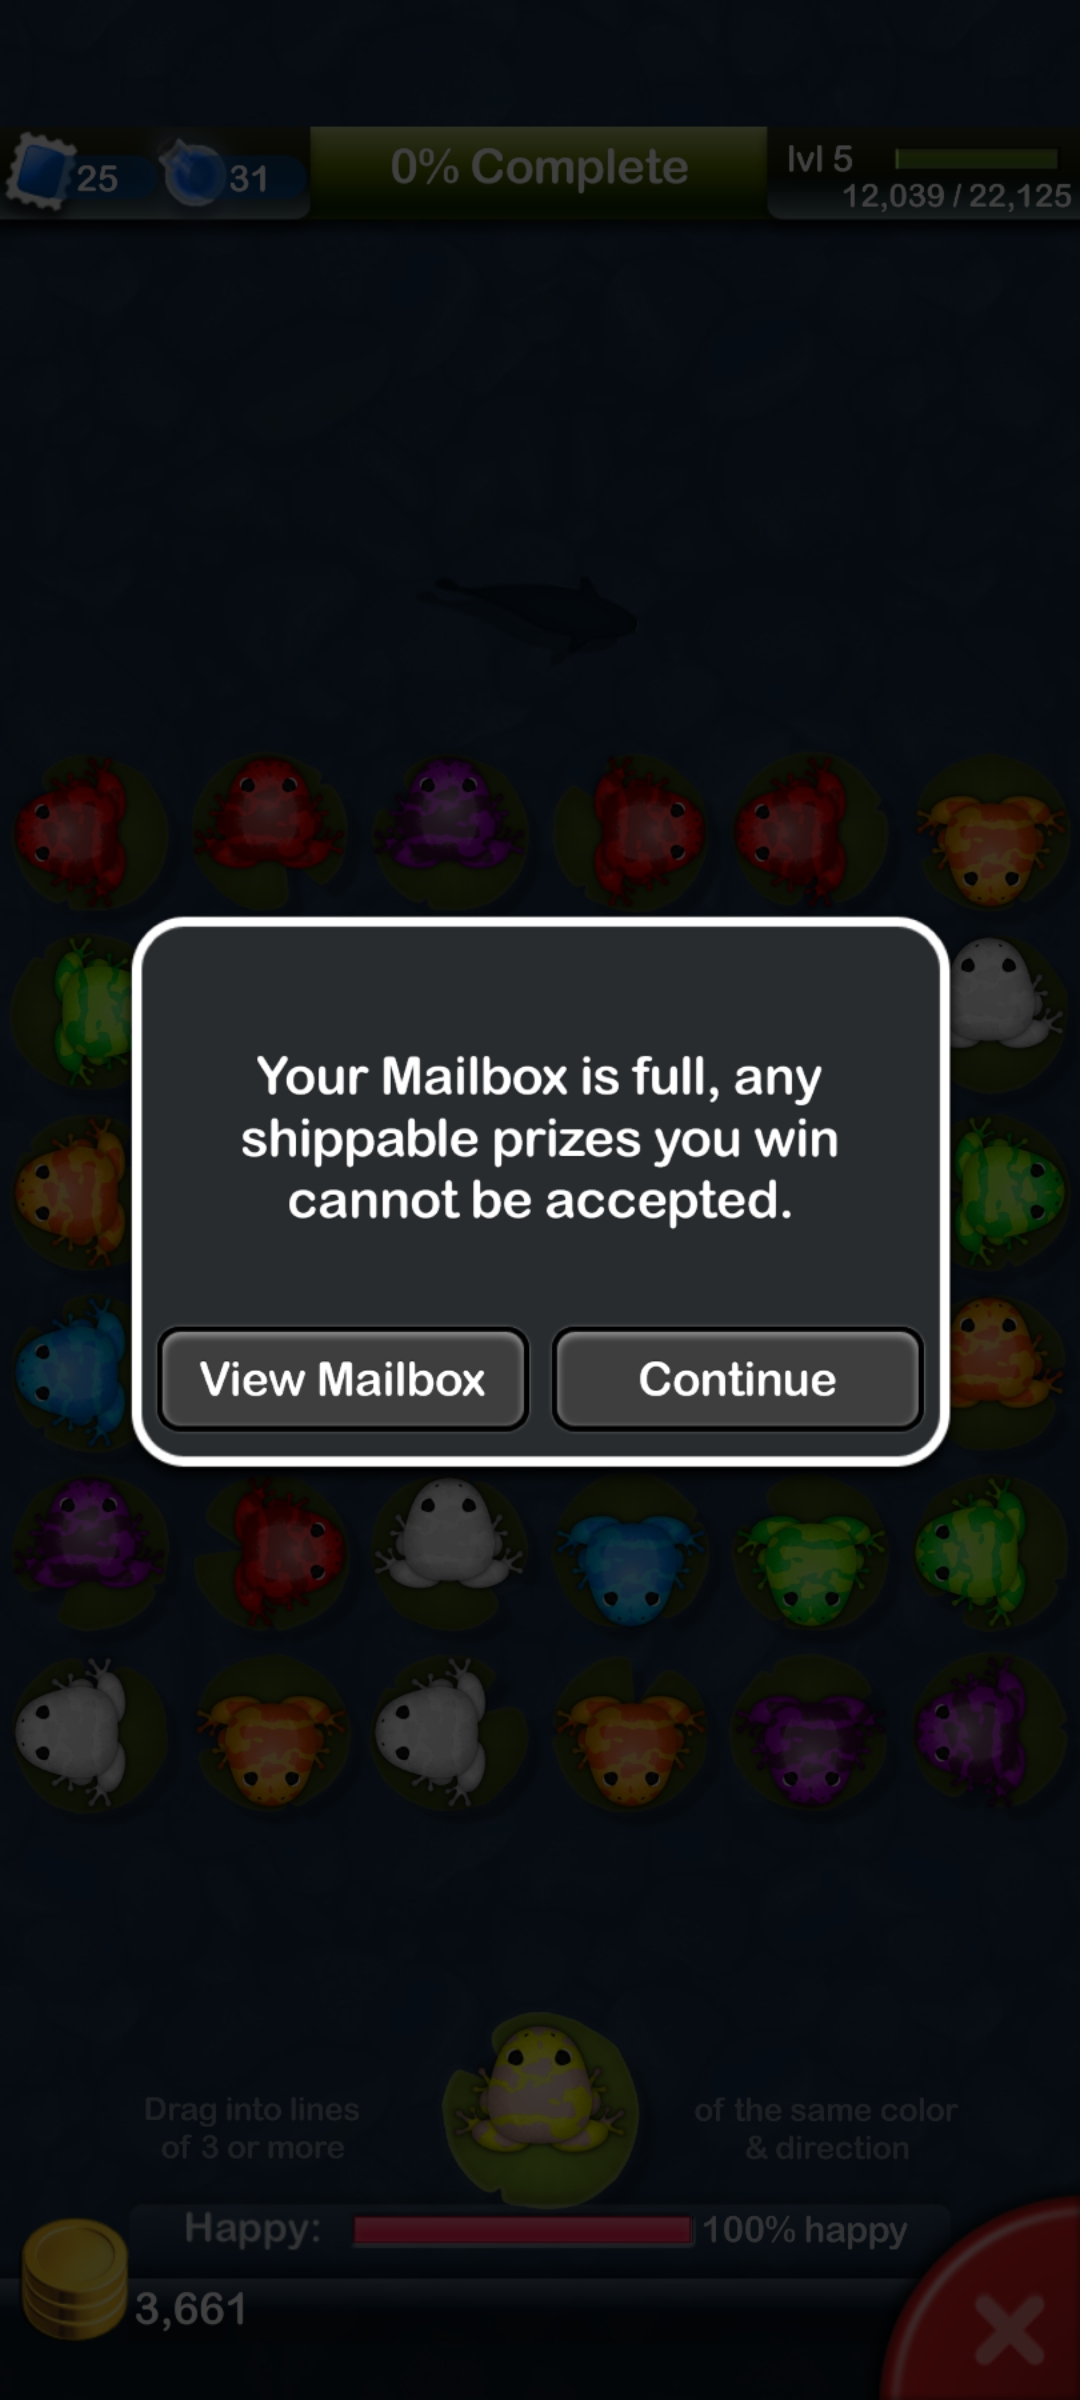 25
31
0% Complete
lvl 5
12,039 / 22,125
Your Mailbox is full, any
shippable prizes you win
cannot be accepted.
View Mailbox
Continue
Drag into lines
of 3 or more
of the same color
& direction
Happy:
100% happy
3,661